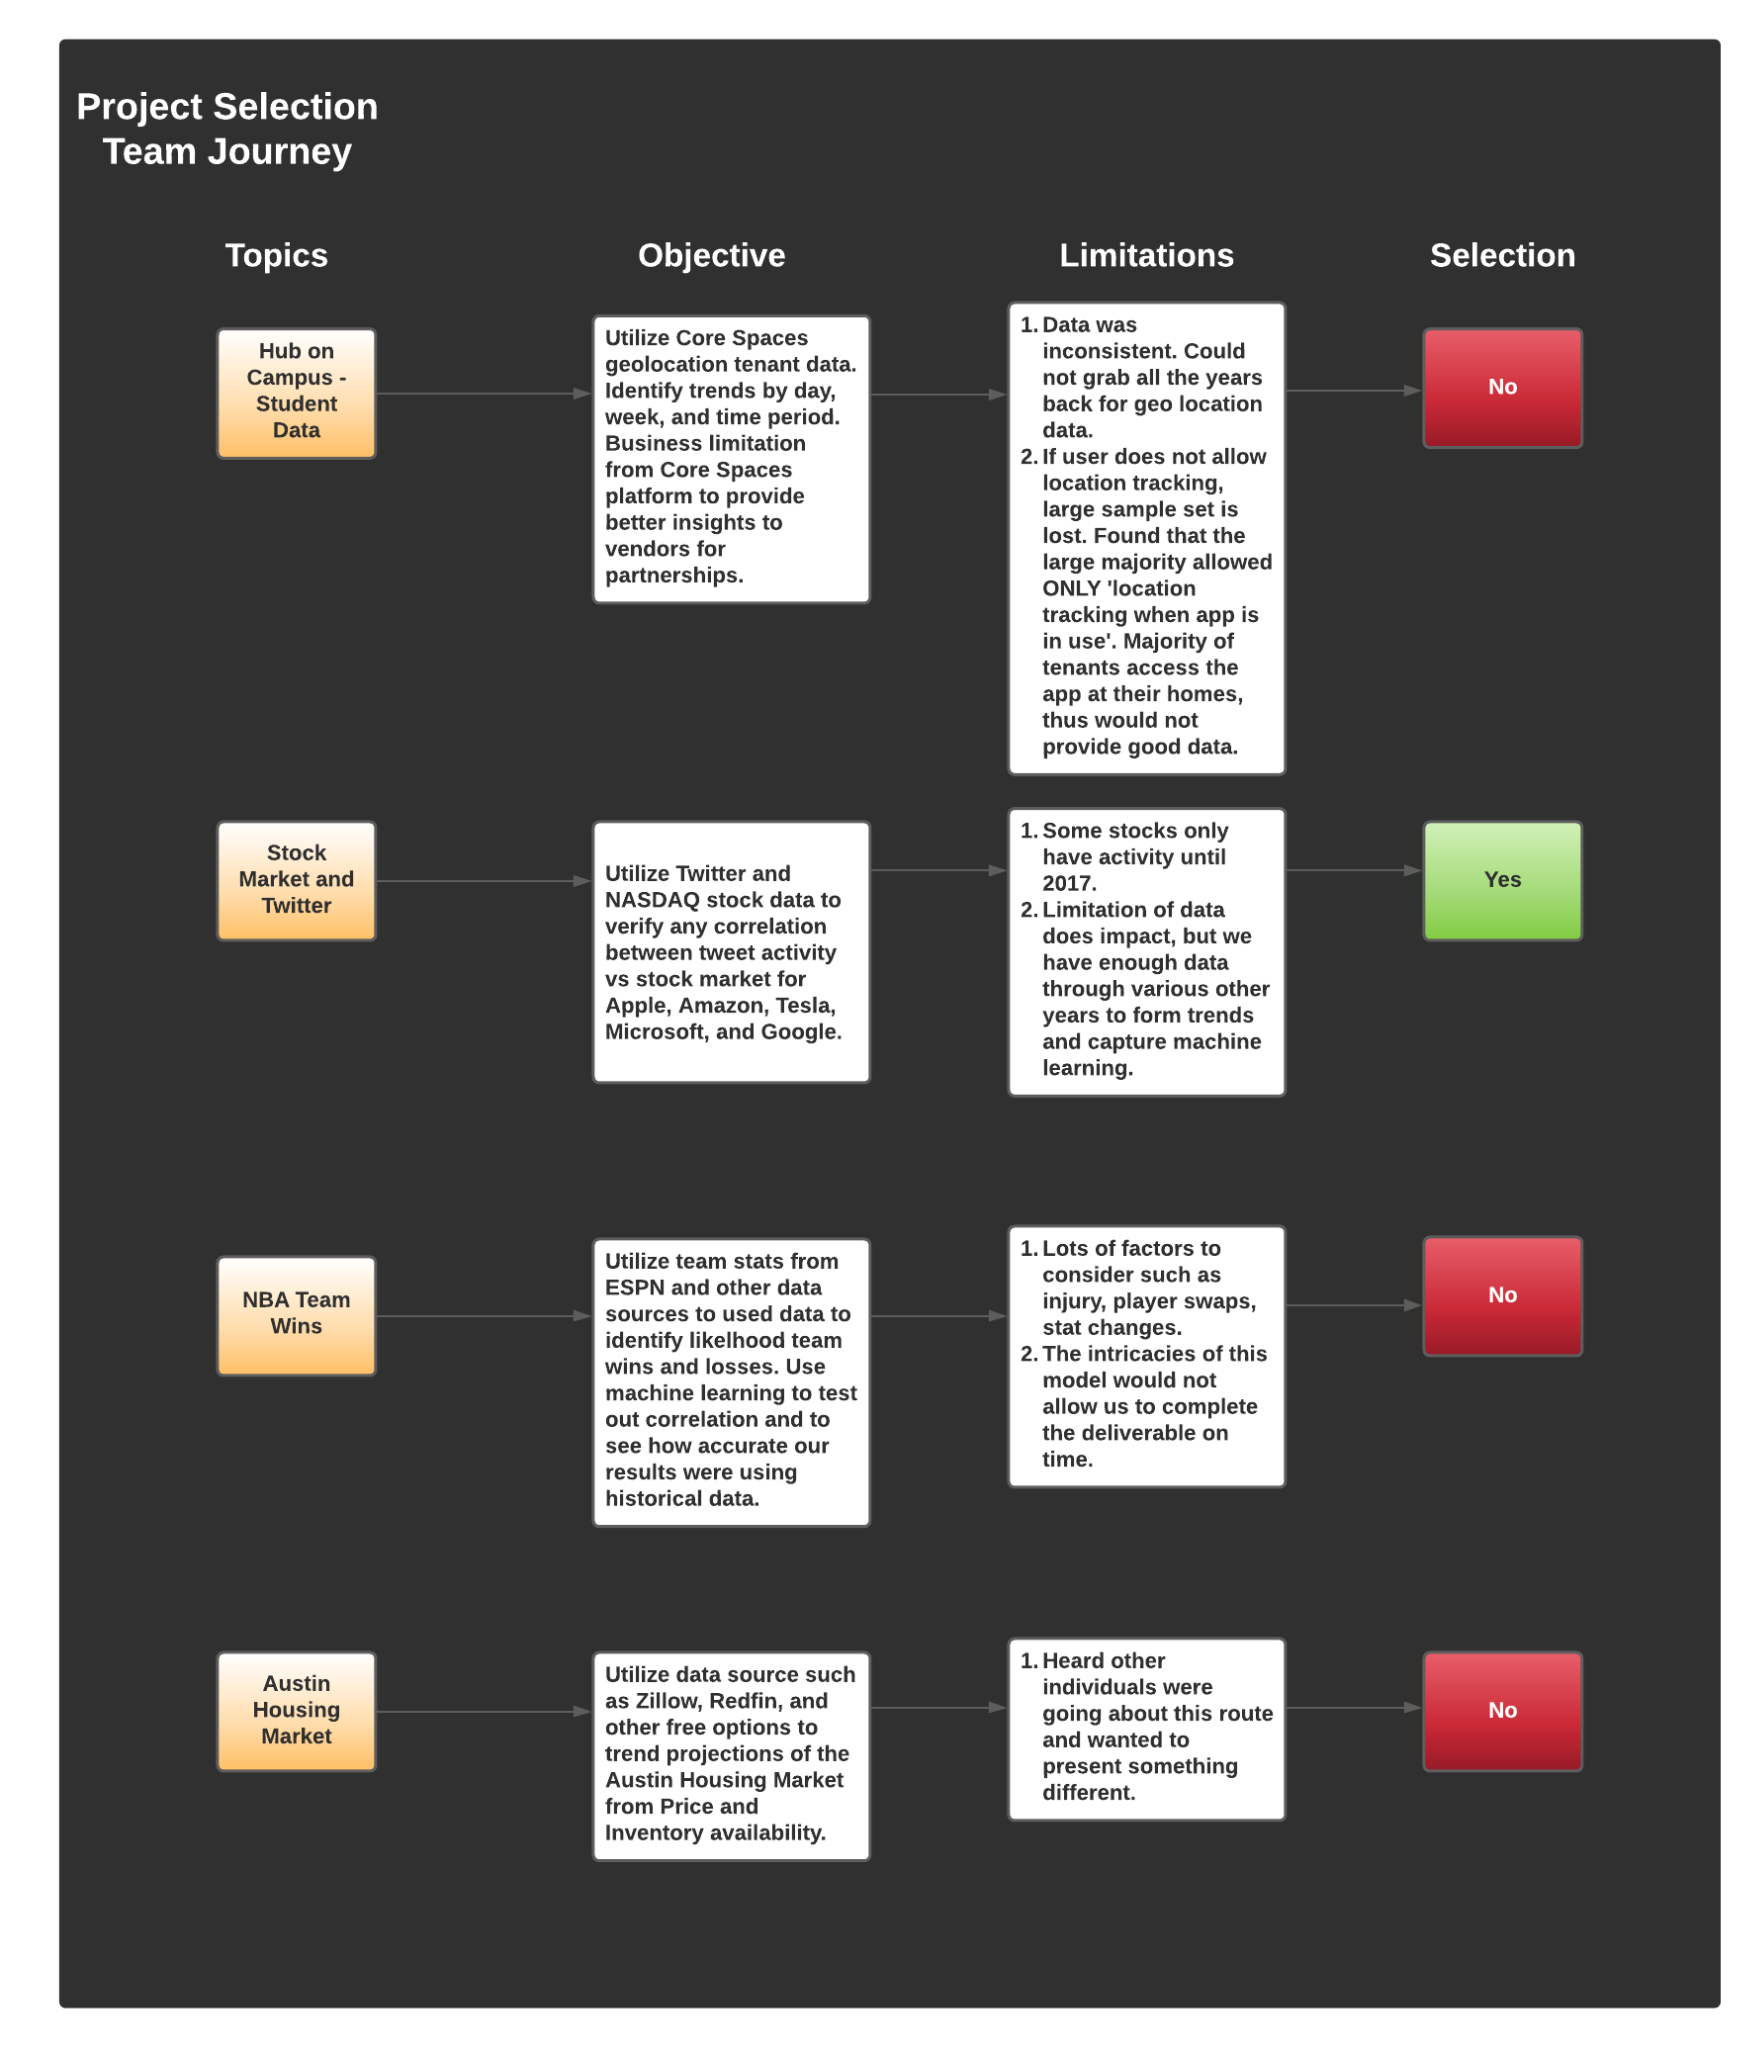 Project Selection
Team Journey
Topics
Objective
Limitations
Selection
Hub on
Campus -
Student
Data
Utilize Core Spaces
geolocation tenant data.
Identify trends by day,
week, and time period.
Business limitation
from Core Spaces
platform to provide
better insights to
vendors for
partnerships.
1. Data was
inconsistent. Could
not grab all the years
back for geo location
data.
2. If user does not allow
location tracking,
large sample set is
lost. Found that the
large majority allowed
ONLY 'location
tracking when app is
in use'. Majority of
tenants access the
app at their homes,
thus would not
provide good data.
No
Stock
Market and
Twitter
Utilize Twitter and
NASDAQ stock data to
verify any correlation
between tweet activity
vs stock market for
Apple, Amazon, Tesla,
Microsoft, and Google.
1. Some stocks only
have activity until
2017.
2. Limitation of data
does impact, but we
have enough data
through various other
years to form trends
and capture machine
learning.
Yes
NBA Team
Wins
Utilize team stats from
ESPN and other data
sources to used data to
identify likelhood team
wins and losses. Use
machine learning to test
out correlation and to
see how accurate our
results were using
historical data.
1. Lots of factors to
consider such as
injury, player swaps,
stat changes.
2. The intricacies of this
model would not
allow us to complete
the deliverable on
time.
No
Austin
Housing
Market
Utilize data source such
as Zillow, Redfin, and
other free options to
trend projections of the
Austin Housing Market
from Price and
Inventory availability.
1. Heard other
individuals were
going about this route
and wanted to
present something
different.
No